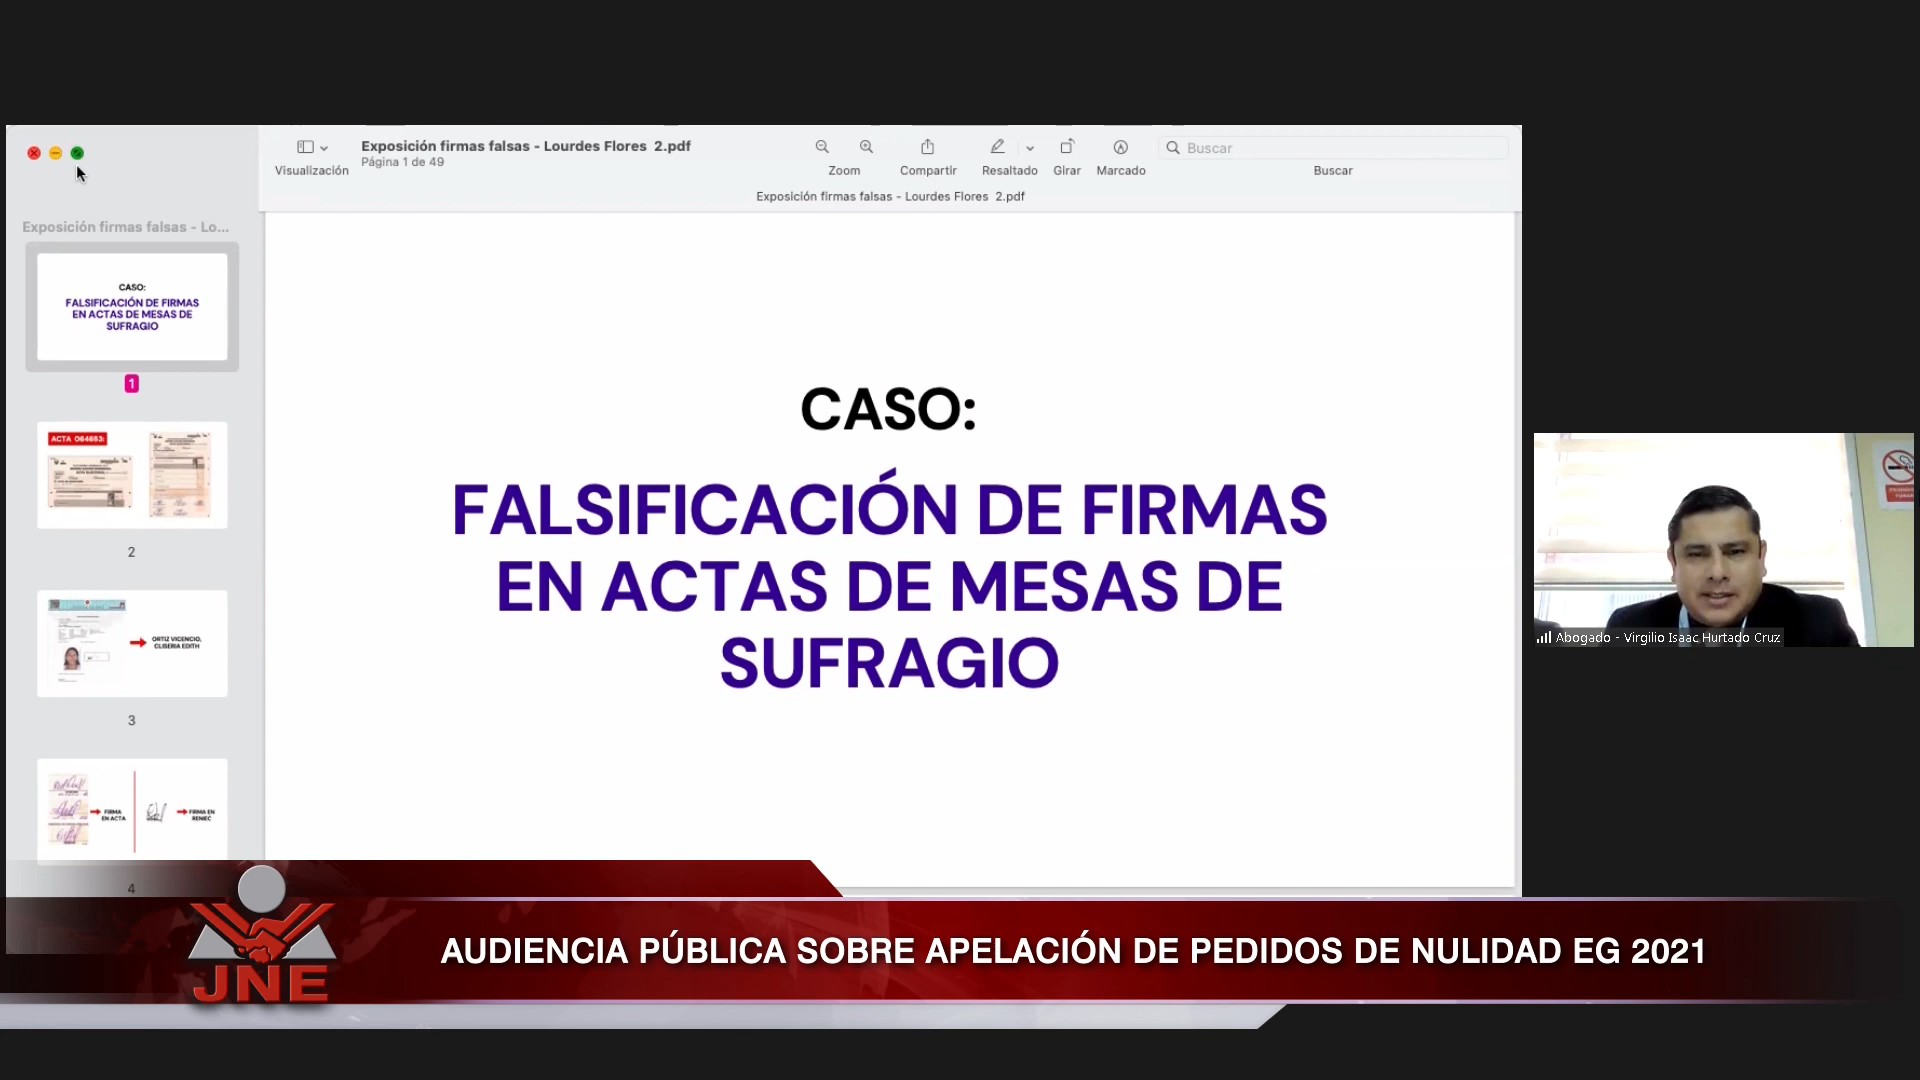 Visualización
Exposición firmas falsas - Lourdes Flores 2.pdf
Página 1 de 49
Zoom
Compartir
Resaltado
Girar
Marcado
Buscar
Buscar
Exposición firmas falsas - Lourdes Flores 2.pdf
Exposición firmas falsas - Lo...
CASO:
FALSIFICACIÓN DE FIRMAS
EN ACTAS DE MESAS DE
SUFRAGIO
1
ACTA 064653:
2
ORTIZ VICENCIO,
CLISERIA EDITH
3
FIRMA
EN ACTA
FIRMA EN
RENIEC
4
CASO:
FALSIFICACIÓN DE FIRMAS
EN ACTAS DE MESAS DE
SUFRAGIO
Abogado - Virgilio Isaac Hurtado Cruz
JNE
AUDIENCIA PÚBLICA SOBRE APELACIÓN DE PEDIDOS DE NULIDAD EG 2021